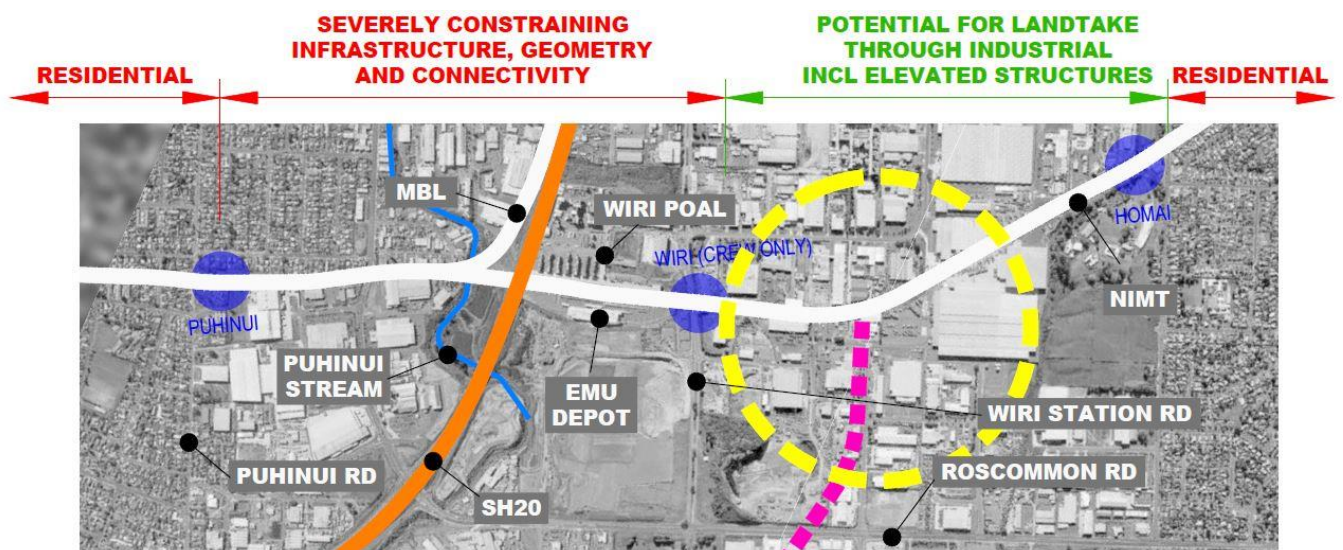 SEVERELY CONSTRAINING
INFRASTRUCTURE, GEOMETRY
AND CONNECTIVITY
POTENTIAL FOR LANDTAKE
THROUGH INDUSTRIAL
INCL ELEVATED STRUCTURES
RESIDENTIAL
RESIDENTIAL
MBL
WIRI POAL
WIRI (CREW ONLY)
HOMAI
NIMT
PUHINUI
PUHINUI
STREAM
EMU
DEPOT
WIRI STATION RD
PUHINUI RD
SH20
ROSCOMMON RD